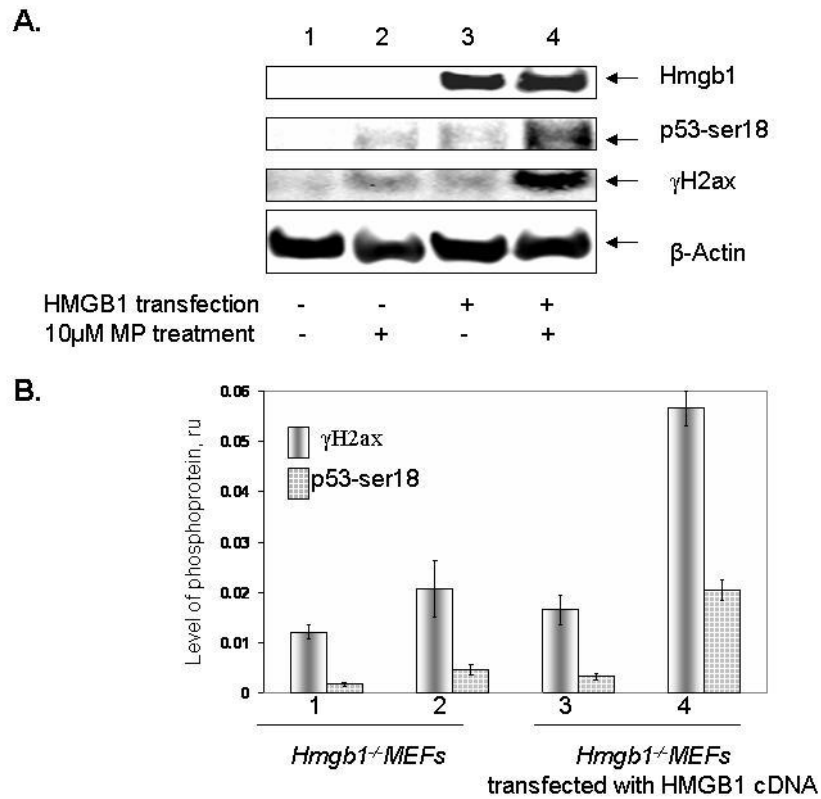 A.
1 2 3 4
Hmgb1
p53-ser18
γH2ax
β-Actin
HMGB1 transfection - - + +
10µM MP treatment - + - +
B.
Level of phosphoprotein, ru
0.06
0.05
0.04
0.03
0.02
0.01
0
γH2ax
p53-ser18
1 2 3 4
Hmgb1-/-MEFs
Hmgb1-/-MEFs
transfected with HMGB1 cDNA